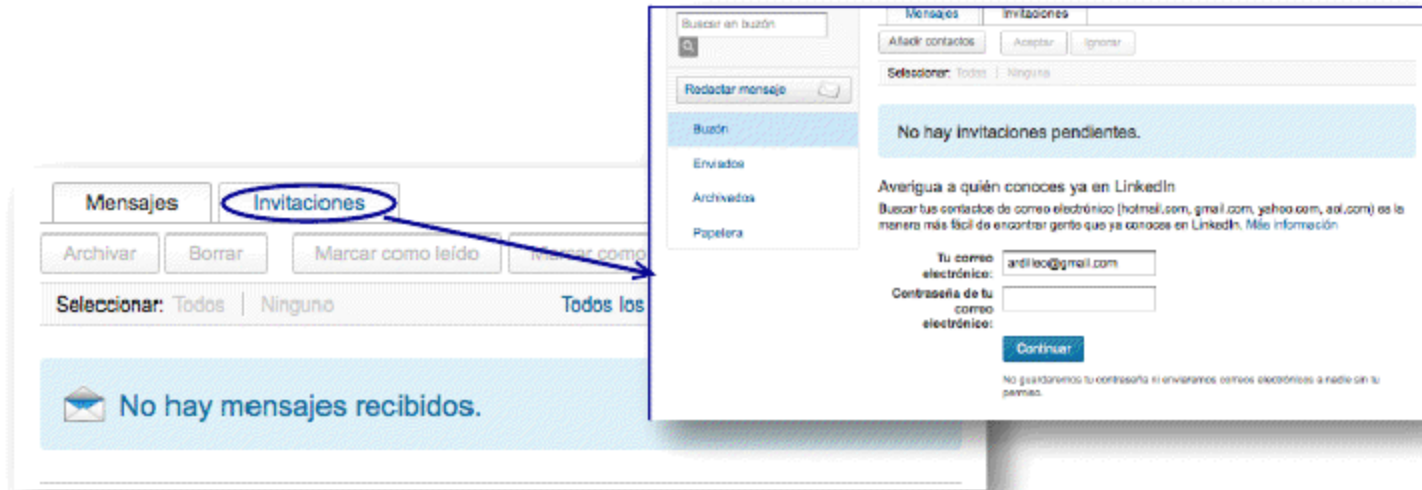 Mensajes Invitaciones
Archivar Borrar Marcar como leído Marcar como
Seleccionar: Todos | Ninguno Todos los
No hay mensajes recibidos.
Buscar en buzón
Redactar mensaje
Buzón
Enviados
Archivados
Papelera
Mensajes Invitaciones
Añadir contactos Aceptar Ignorar
Seleccionar: Todos | Ninguno
No hay invitaciones pendientes.
Averigua a quién conoces ya en LinkedIn
Buscar tus contactos de correo electrónico (hotmail.com, gmail.com, yahoo.com, aol.com) es la
manera más fácil de encontrar gente que ya conoces en LinkedIn. Más información
Tu correo
electrónico:
ardilleo@gmail.com
Contraseña de tu
correo
electrónico:
Continuar
No guardaremos tu contraseña ni enviaremos correos electrónicos a nadie sin tu
permiso.